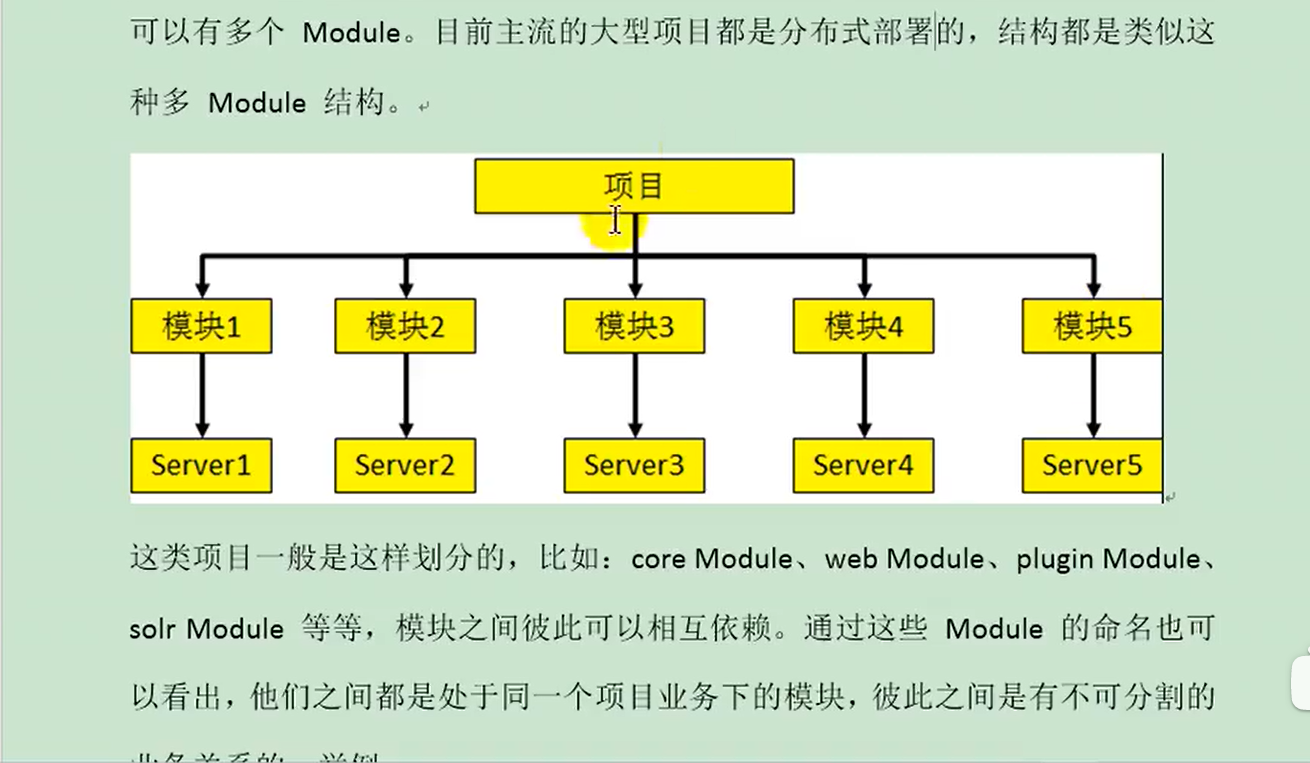 可以有多个 Module。目前主流的大型项目都是分布式部署的，结构都是类似这
种多 Module 结构。
项目
模块1 模块2 模块3 模块4 模块5
Server1 Server2 Server3 Server4 Server5
这类项目一般是这样划分的，比如：core Module、web Module、plugin Module、
solr Module 等等，模块之间彼此可以相互依赖。通过这些 Module 的命名也可
以看出，他们之间都是处于同一个项目业务下的模块，彼此之间是有不可分割的